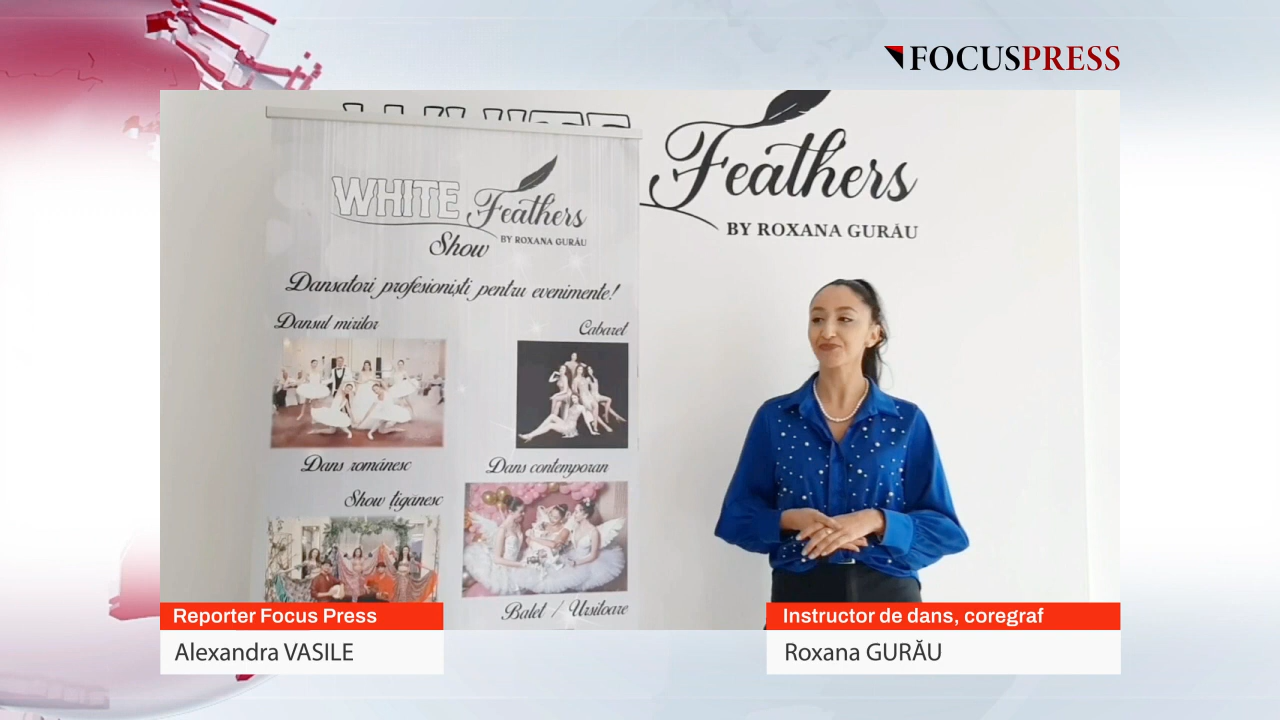 FOCUSPRESS
Feathers
BY ROXANA GURĂU
WHITE Feathers
BY ROXANA GURĂU
Show
Dansatori profesioniști pentru evenimente!
Dansul mirilor
Cabaret
Dans românesc
Dans contemporan
Show țigănesc
Balet / Ursitoare
Reporter Focus Press
Alexandra VASILE
Instructor de dans, coregraf
Roxana GURĂU